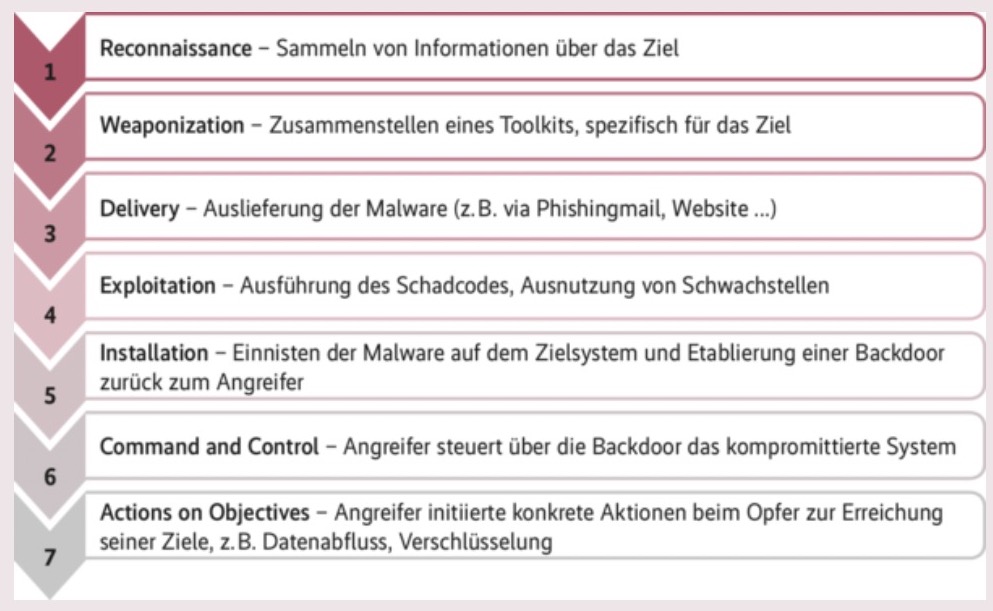 1
Reconnaissance – Sammeln von Informationen über das Ziel
2
Weaponization – Zusammenstellen eines Toolkits, spezifisch für das Ziel
3
Delivery – Auslieferung der Malware (z. B. via Phishingmail, Website ...)
4
Exploitation – Ausführung des Schadcodes, Ausnutzung von Schwachstellen
5
Installation – Einnisten der Malware auf dem Zielsystem und Etablierung einer Backdoor
zurück zum Angreifer
6
Command and Control – Angreifer steuert über die Backdoor das kompromittierte System
7
Actions on Objectives – Angreifer initiierte konkrete Aktionen beim Opfer zur Erreichung
seiner Ziele, z. B. Datenabfluss, Verschlüsselung